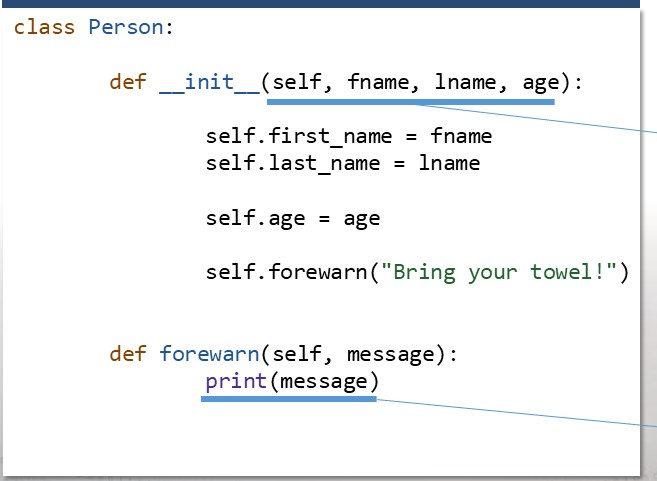 class Person:
def __init__(self, fname, lname, age):
self.first_name = fname
self.last_name = lname
self.age = age
self.forewarn("Bring your towel!")
def forewarn(self, message):
print(message)